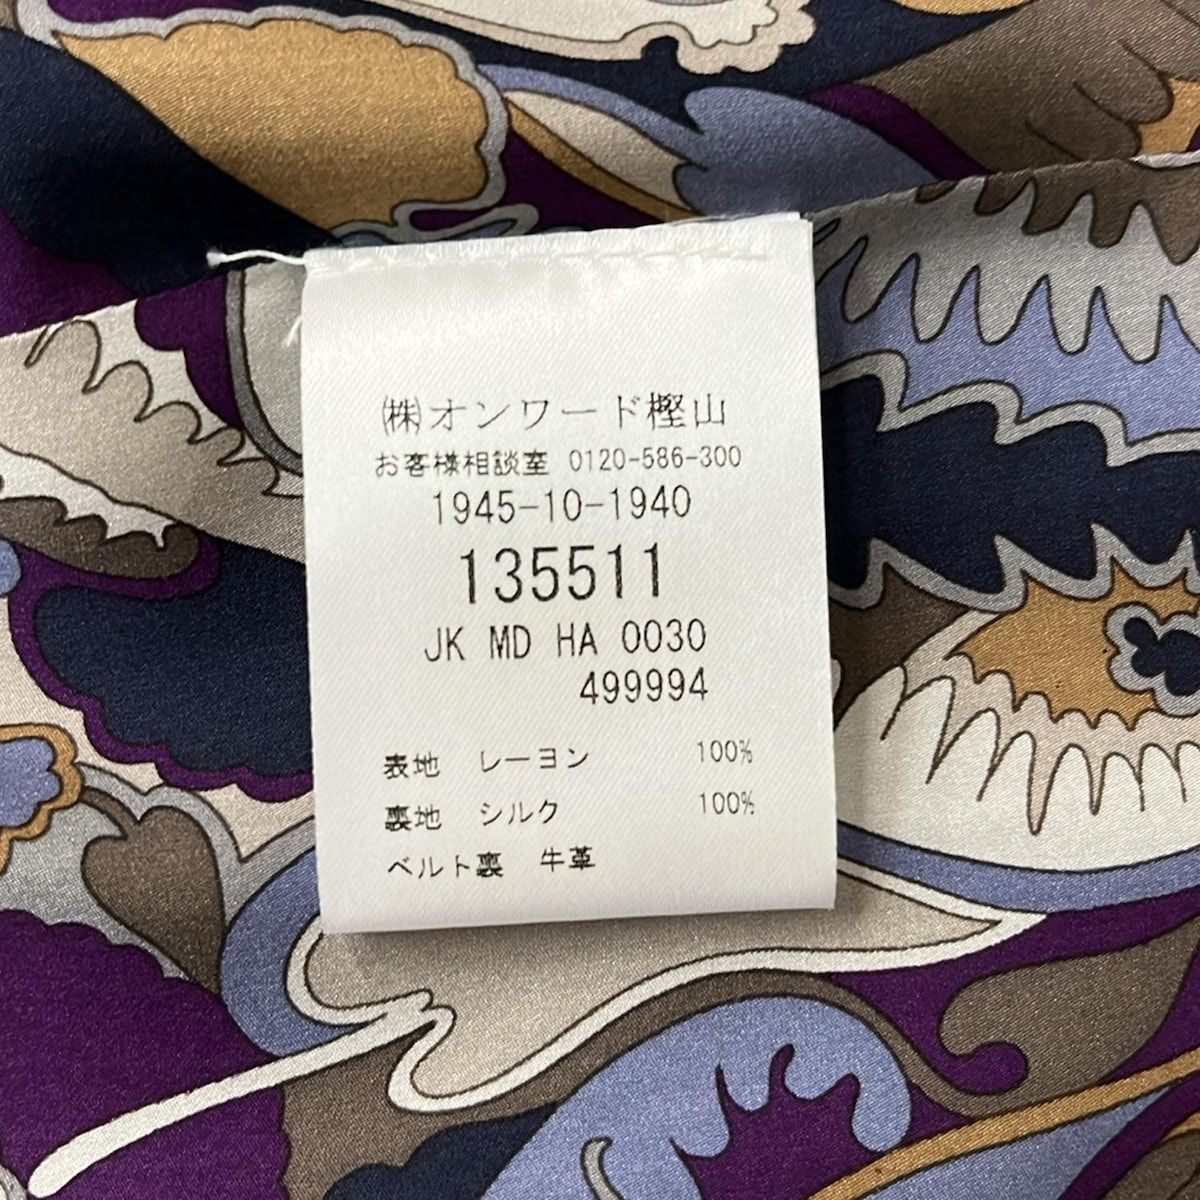 ㈱オンワード樫山
お客様相談室 0120-586-300
1945-10-1940
135511
JK MD HA 0030
499994
表地 レーヨン 100%
裏地 シルク 100%
ベルト裏 牛革